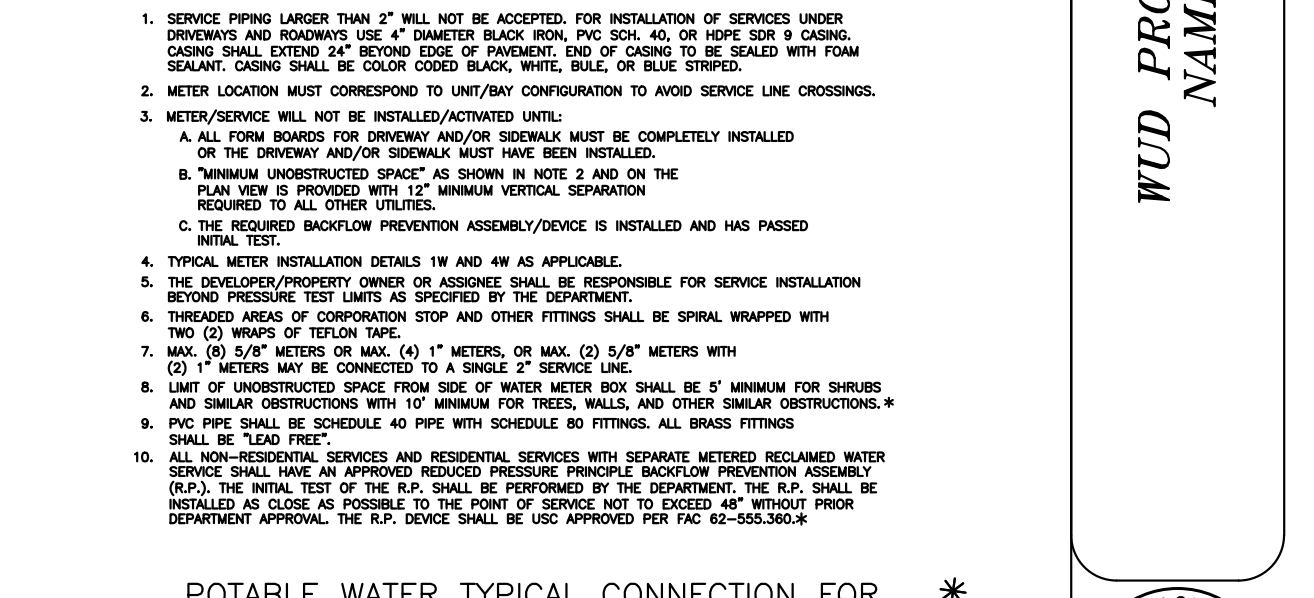 1. SERVICE PIPING LARGER THAN 2" WILL NOT BE ACCEPTED. FOR INSTALLATION OF SERVICES UNDER
DRIVEWAYS AND ROADWAYS USE 4" DIAMETER BLACK IRON, PVC SCH. 40, OR HDPE SDR 9 CASING.
CASING SHALL EXTEND 24" BEYOND EDGE OF PAVEMENT. END OF CASING TO BE SEALED WITH FOAM
SEALANT. CASING SHALL BE COLOR CODED BLACK, WHITE, BULE, OR BLUE STRIPED.
2. METER LOCATION MUST CORRESPOND TO UNIT/BAY CONFIGURATION TO AVOID SERVICE LINE CROSSINGS.
3. METER/SERVICE WILL NOT BE INSTALLED/ACTIVATED UNTIL:
A. ALL FORM BOARDS FOR DRIVEWAY AND/OR SIDEWALK MUST BE COMPLETELY INSTALLED
OR THE DRIVEWAY AND/OR SIDEWALK MUST HAVE BEEN INSTALLED.
B. "MINIMUM UNOBSTRUCTED SPACE" AS SHOWN IN NOTE 2 AND ON THE
PLAN VIEW IS PROVIDED WITH 12" MINIMUM VERTICAL SEPARATION
REQUIRED TO ALL OTHER UTILITIES.
C. THE REQUIRED BACKFLOW PREVENTION ASSEMBLY/DEVICE IS INSTALLED AND HAS PASSED
INITIAL TEST.
4. TYPICAL METER INSTALLATION DETAILS 1W AND 4W AS APPLICABLE.
5. THE DEVELOPER/PROPERTY OWNER OR ASSIGNEE SHALL BE RESPONSIBLE FOR SERVICE INSTALLATION
BEYOND PRESSURE TEST LIMITS AS SPECIFIED BY THE DEPARTMENT.
6. THREADED AREAS OF CORPORATION STOP AND OTHER FITTINGS SHALL BE SPIRAL WRAPPED WITH
TWO (2) WRAPS OF TEFLON TAPE.
7. MAX. (8) 5/8" METERS OR MAX. (4) 1" METERS, OR MAX. (2) 5/8" METERS WITH
(2) 1" METERS MAY BE CONNECTED TO A SINGLE 2" SERVICE LINE.
8. LIMIT OF UNOBSTRUCTED SPACE FROM SIDE OF WATER METER BOX SHALL BE 5' MINIMUM FOR SHRUBS
AND SIMILAR OBSTRUCTIONS WITH 10' MINIMUM FOR TREES, WALLS, AND OTHER SIMILAR OBSTRUCTIONS.*
9. PVC PIPE SHALL BE SCHEDULE 40 PIPE WITH SCHEDULE 80 FITTINGS. ALL BRASS FITTINGS
SHALL BE "LEAD FREE".
10. ALL NON-RESIDENTIAL SERVICES AND RESIDENTIAL SERVICES WITH SEPARATE METERED RECLAIMED WATER
SERVICE SHALL HAVE AN APPROVED REDUCED PRESSURE PRINCIPLE BACKFLOW PREVENTION ASSEMBLY
(R.P.). THE INITIAL TEST OF THE R.P. SHALL BE PERFORMED BY THE DEPARTMENT. THE R.P. SHALL BE
INSTALLED AS CLOSE AS POSSIBLE TO THE POINT OF SERVICE NOT TO EXCEED 48" WITHOUT PRIOR
DEPARTMENT APPROVAL. THE R.P. DEVICE SHALL BE USC APPROVED PER FAC 62-555.360.*
POTABLE WATER TYPICAL CONNECTION FOR *
WUD PRO
NAM